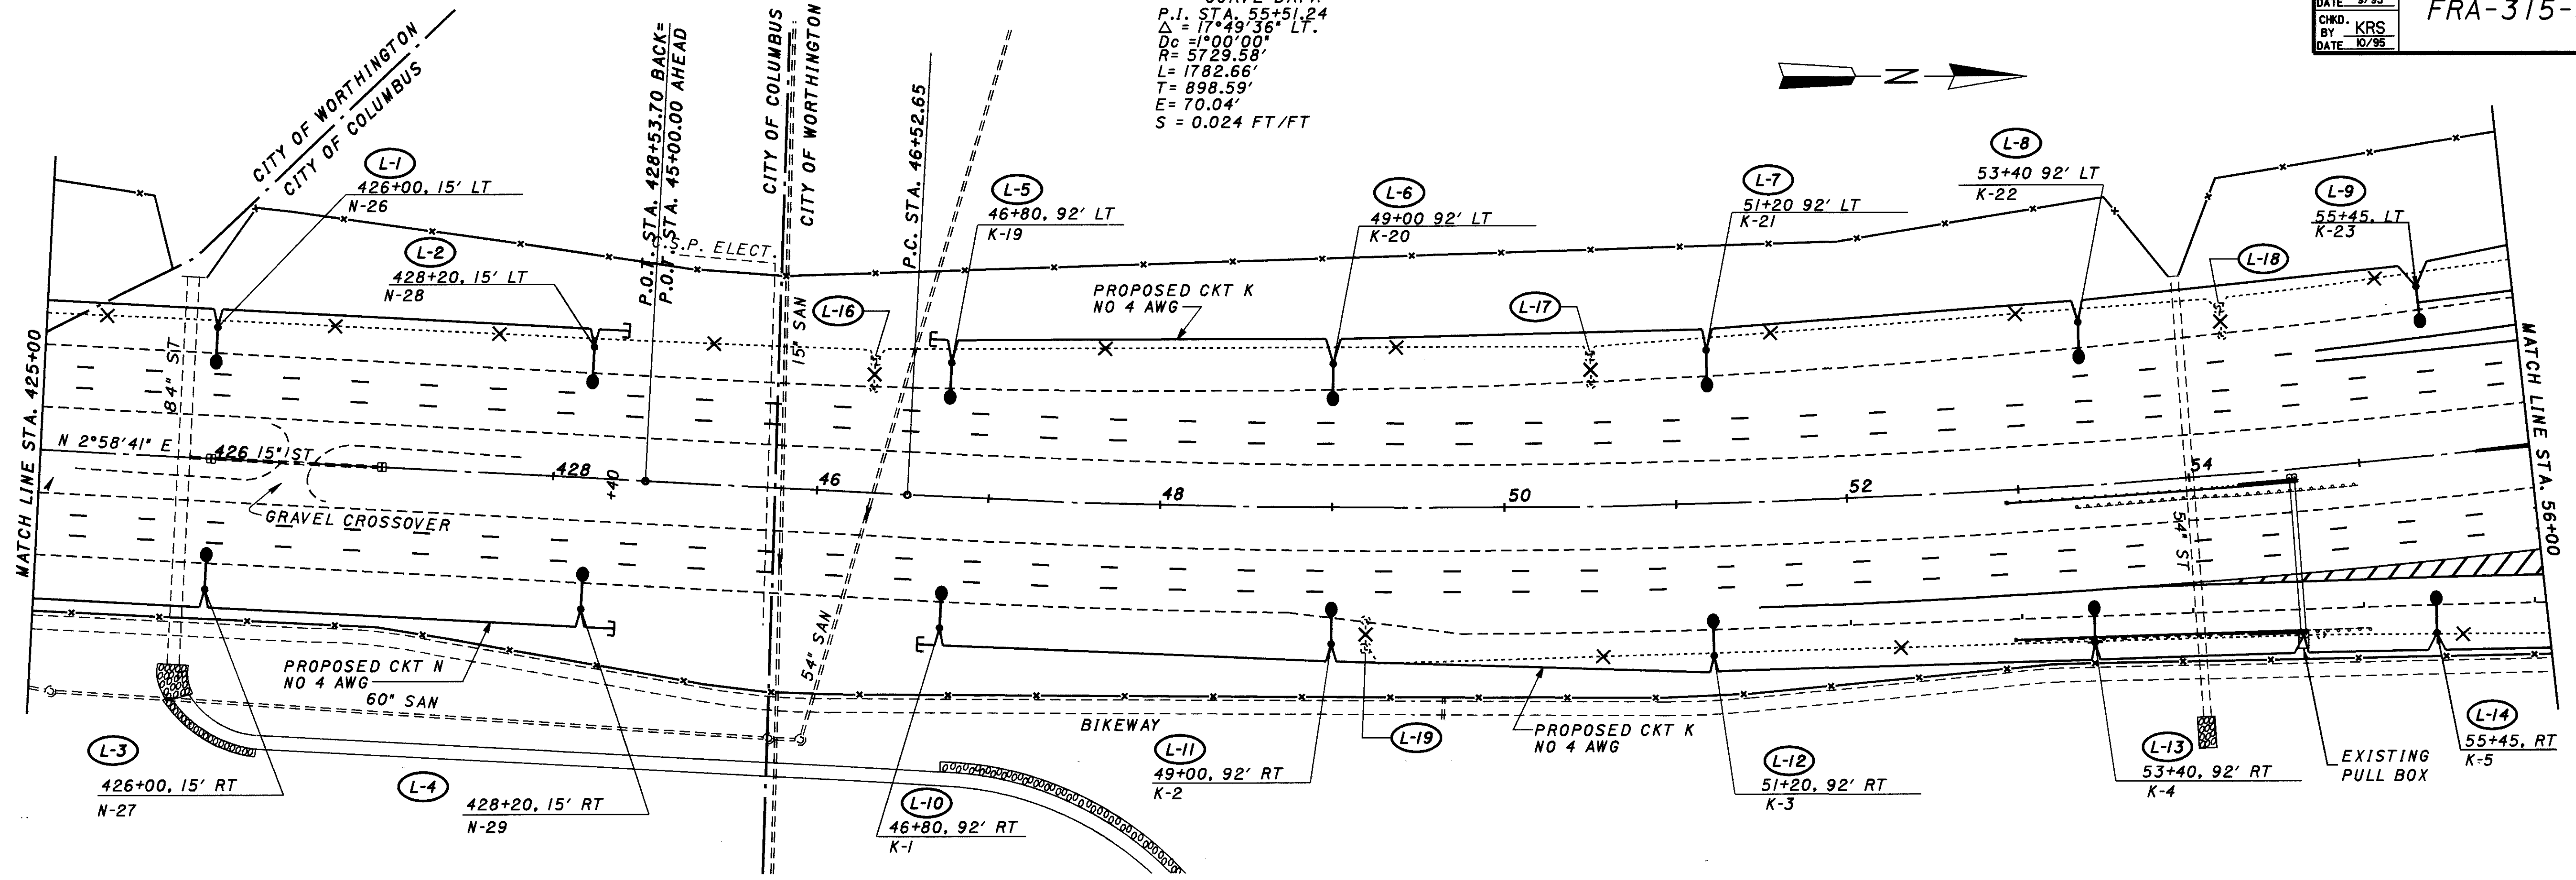 P.I. STA. 55+51.24
Δ = 17°49'36" LT.
Dc =1°00'00"
R= 5729.58'
L= 1782.66'
T= 898.59'
E= 70.04'
S = 0.024 FT/FT
DATE 9/95
CHKD.
BY KRS
DATE 10/95
FRA-315-
N
CITY OF WORTHINGTON
CITY OF COLUMBUS
P.O.T. STA. 428+53.70 BACK=
P.O.T. STA. 45+00.00 AHEAD
CITY OF COLUMBUS
CITY OF WORTHINGTON
P.C. STA. 46+52.65
L-1
426+00, 15' LT
N-26
L-2
428+20, 15' LT
N-28
C.S.P. ELECT.
L-5
46+80, 92' LT
K-19
L-6
49+00 92' LT
K-20
L-7
51+20 92' LT
K-21
L-8
53+40 92' LT
K-22
L-9
55+45, LT
K-23
L-16
PROPOSED CKT K
NO 4 AWG
L-17
L-18
15" SAN
84" ST
MATCH LINE STA. 425+00
N 2°58'41" E
426
15" ST
428
+40
46
48
50
52
54
MATCH LINE STA. 56+00
GRAVEL CROSSOVER
54" ST
54" SAN
PROPOSED CKT N
NO 4 AWG
60" SAN
BIKEWAY
L-19
PROPOSED CKT K
NO 4 AWG
L-3
426+00, 15' RT
N-27
L-4
428+20, 15' RT
N-29
L-10
46+80, 92' RT
K-1
L-11
49+00, 92' RT
K-2
L-12
51+20, 92' RT
K-3
L-13
53+40, 92' RT
K-4
EXISTING
PULL BOX
L-14
55+45, RT
K-5